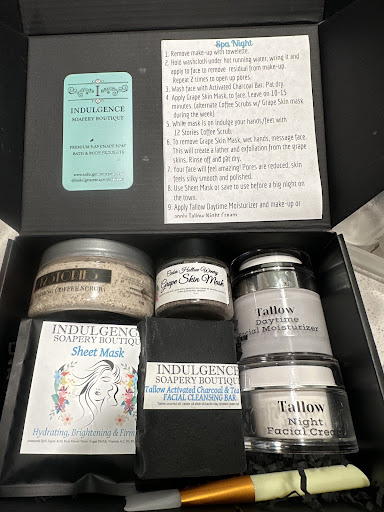 Spa Night
1. Remove make-up with towelette.
2. Hold washcloth under hot running water, wring it and
apply to face to remove residual from make-up.
Repeat 2 times to open up pores.
3. Wash face with Activated Charcoal Bar. Pat dry.
4. Apply Grape Skin Mask, to face. Leave on 10-15
minutes. (alternate Coffee Scrubs w/ Grape Skin mask
during the week).
5. While mask is on indulge your hands/feet with
12 Stories Coffee Scrub.
6. To remove Grape Skin Mask, wet hands, message face.
This will create a lather and exfoliation from the grape
skins. Rinse off and pat dry.
7. Your face will feel amazing! Pores are reduced, skin
feels silky smooth and polished.
8. Use Sheet Mask or save to use before a big night on
the town.
9. Apply Tallow Daytime Moisturizer and make-up or
apply Tallow Night Cream
I
INDULGENCE
SOAPERY BOUTIQUE
PREMIUM HANDMADE SOAP
BATH & BODY PRODUCTS
COFFEE SCRUB
Cedar Hollow Winery
Grape Skin Mask
Tallow
Daytime
Facial Moisturizer
Tallow
Night
Facial Cream
INDULGENCE
SOAPERY BOUTIQUE
Sheet Mask
Hydrating, Brightening & Firming
INDULGENCE
SOAPERY BOUTIQUE
Tallow Activated Charcoal & Tea
FACIAL CLEANSING BAR